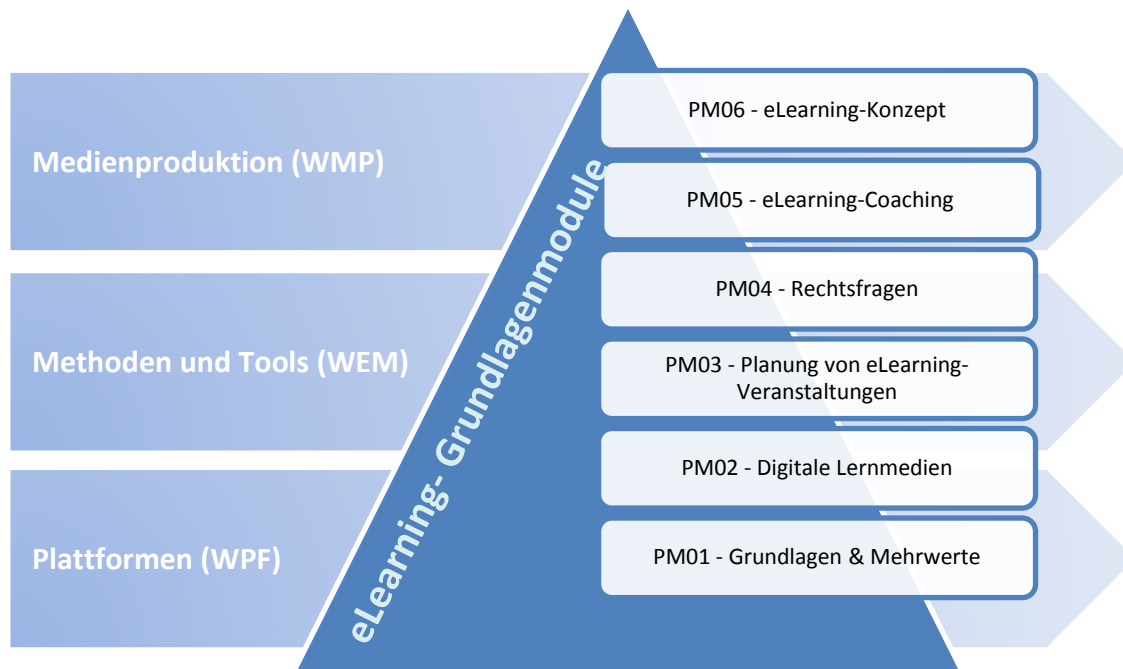 Medienproduktion (WMP)
Methoden und Tools (WEM)
Plattformen (WPF)
eLearning- Grundlagenmodule
PM06 - eLearning-Konzept
PM05 - eLearning-Coaching
PM04 - Rechtsfragen
PM03 - Planung von eLearning-
Veranstaltungen
PM02 - Digitale Lernmedien
PM01 - Grundlagen & Mehrwerte